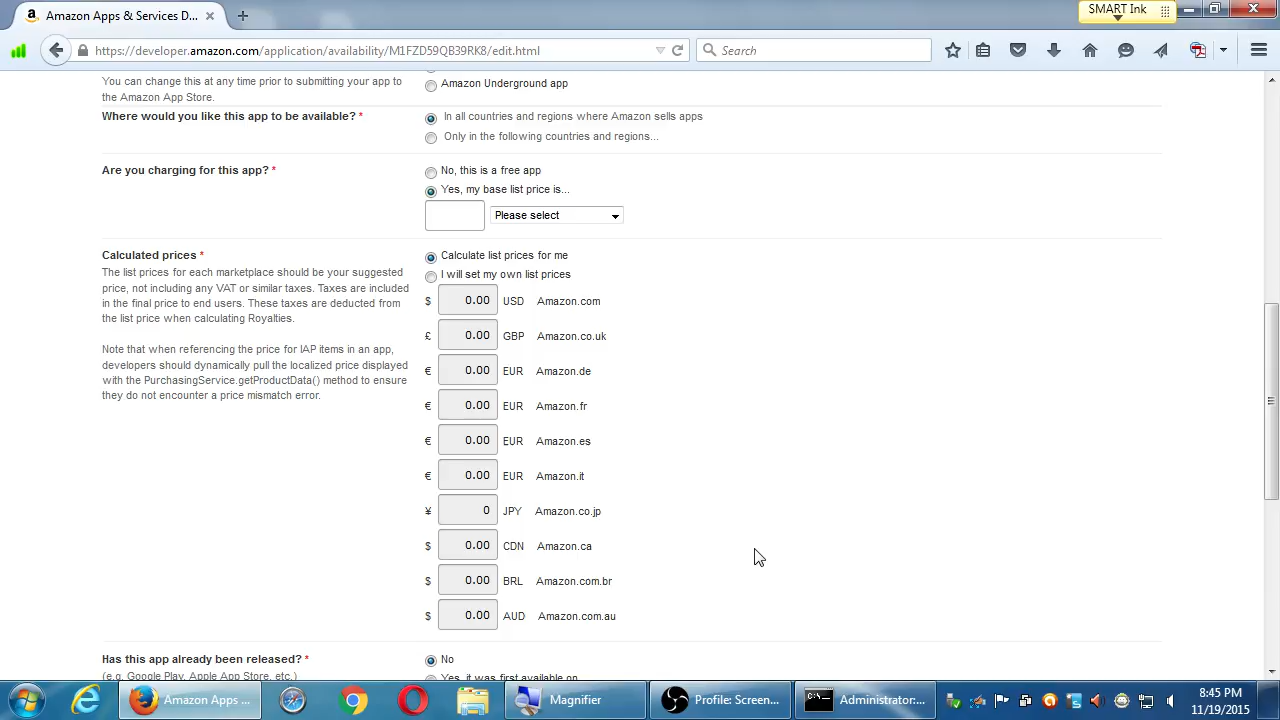 Amazon Apps & Services D...
SMART Ink
https://developer.amazon.com/application/availability/M1FZD59QB39RK8/edit.html
Search
You can change this at any time prior to submitting your app to
the Amazon App Store.
Amazon Underground app
Where would you like this app to be available? *
In all countries and regions where Amazon sells apps
Only in the following countries and regions...
Are you charging for this app? *
No, this is a free app
Yes, my base list price is...
Please select
Calculated prices *
The list prices for each marketplace should be your suggested
price, not including any VAT or similar taxes. Taxes are included
in the final price to end users. These taxes are deducted from
the list price when calculating Royalties.
Note that when referencing the price for IAP items in an app,
developers should dynamically pull the localized price displayed
with the PurchasingService.getProductData() method to ensure
they do not encounter a price mismatch error.
Calculate list prices for me
I will set my own list prices
$ 0.00 USD Amazon.com
£ 0.00 GBP Amazon.co.uk
€ 0.00 EUR Amazon.de
€ 0.00 EUR Amazon.fr
€ 0.00 EUR Amazon.es
€ 0.00 EUR Amazon.it
¥ 0 JPY Amazon.co.jp
$ 0.00 CDN Amazon.ca
$ 0.00 BRL Amazon.com.br
$ 0.00 AUD Amazon.com.au
Has this app already been released? *
(e.g. Google Play, Apple App Store, etc.)
No
Yes, it was first available on
Amazon Apps ...
Magnifier
Profile: Screen...
Administrator:...
8:45 PM
11/19/2015